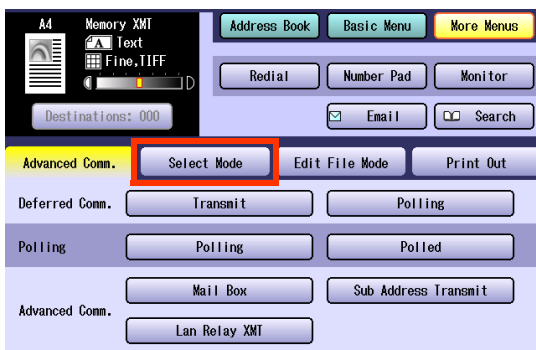 A4 Memory XMT Address Book Basic Menu More Menus
A Text
Fine,TIFF
D
Redial Number Pad Monitor
Destinations: 000 Email Search
Advanced Comm. Select Mode Edit File Mode Print Out
Deferred Comm. Transmit Polling
Polling Polling Polled
Mail Box Sub Address Transmit
Advanced Comm.
Lan Relay XMT